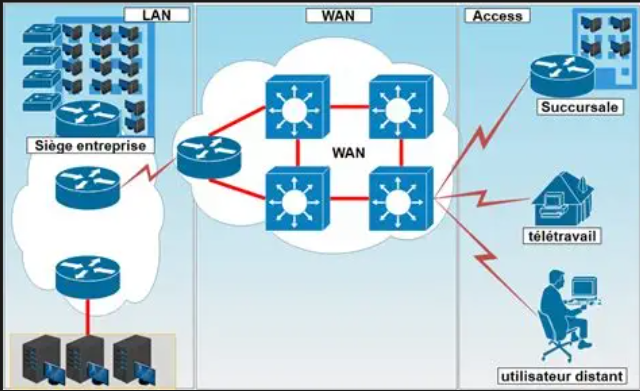 LAN
WAN
Access
Siège entreprise
WAN
Succursale
télétravail
utilisateur distant